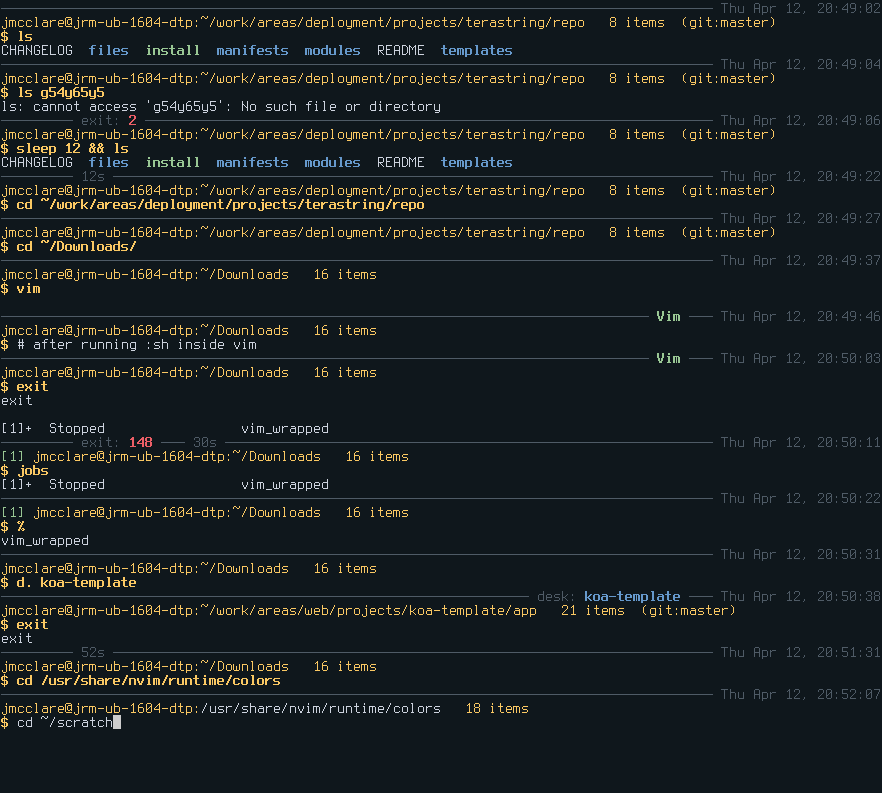 Thu Apr 12, 20:49:02
jmcclare@jrm-ub-1604-dtp:~/work/areas/deployment/projects/terastring/repo 8 items (git:master)
$ ls
CHANGELOG files install manifests modules README templates
Thu Apr 12, 20:49:04
jmcclare@jrm-ub-1604-dtp:~/work/areas/deployment/projects/terastring/repo 8 items (git:master)
$ ls g54y65y5
ls: cannot access 'g54y65y5': No such file or directory
exit: 2 Thu Apr 12, 20:49:06
jmcclare@jrm-ub-1604-dtp:~/work/areas/deployment/projects/terastring/repo 8 items (git:master)
$ sleep 12 && ls
CHANGELOG files install manifests modules README templates
12s Thu Apr 12, 20:49:22
jmcclare@jrm-ub-1604-dtp:~/work/areas/deployment/projects/terastring/repo 8 items (git:master)
$ cd ~/work/areas/deployment/projects/terastring/repo
Thu Apr 12, 20:49:27
jmcclare@jrm-ub-1604-dtp:~/work/areas/deployment/projects/terastring/repo 8 items (git:master)
$ cd ~/Downloads/
Thu Apr 12, 20:49:37
jmcclare@jrm-ub-1604-dtp:~/Downloads 16 items
$ vim
Vim Thu Apr 12, 20:49:46
jmcclare@jrm-ub-1604-dtp:~/Downloads 16 items
$ # after running :sh inside vim
Vim Thu Apr 12, 20:50:03
jmcclare@jrm-ub-1604-dtp:~/Downloads 16 items
$ exit
exit
[1]+ Stopped vim_wrapped
exit: 148 30s Thu Apr 12, 20:50:11
[1] jmcclare@jrm-ub-1604-dtp:~/Downloads 16 items
$ jobs
[1]+ Stopped vim_wrapped
Thu Apr 12, 20:50:22
[1] jmcclare@jrm-ub-1604-dtp:~/Downloads 16 items
$ %
vim_wrapped
Thu Apr 12, 20:50:31
jmcclare@jrm-ub-1604-dtp:~/Downloads 16 items
$ d. koa-template
desk: koa-template Thu Apr 12, 20:50:38
jmcclare@jrm-ub-1604-dtp:~/work/areas/web/projects/koa-template/app 21 items (git:master)
$ exit
exit
52s Thu Apr 12, 20:51:31
jmcclare@jrm-ub-1604-dtp:~/Downloads 16 items
$ cd /usr/share/nvim/runtime/colors
Thu Apr 12, 20:52:07
jmcclare@jrm-ub-1604-dtp:/usr/share/nvim/runtime/colors 18 items
$ cd ~/scratch